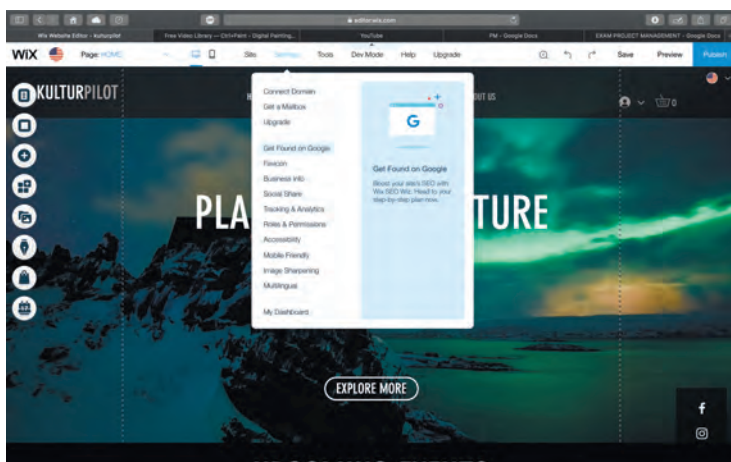 editor.wix.com
Wix Website Editor - Kulturpilot
Free Video Library — Ctrl+Paint - Digital Painting...
YouTube
PM - Google Docs
EXAM PROJECT MANAGEMENT - Google Docs
WiX
Page: HOME
Site
Settings
Tools
Dev Mode
Help
Upgrade
Save
Preview
Publish
KULTURPILOT
H
OUT US
0
Connect Domain
Get a Mailbox
Upgrade
Get Found on Google
Favicon
Business Info
Social Share
Tracking & Analytics
Roles & Permissions
Accessibility
Mobile Friendly
Image Sharpening
Multilingual
My Dashboard
G
Get Found on Google
Boost your site's SEO with
Wix SEO Wiz. Head to your
step-by-step plan now.
PLA
TURE
EXPLORE MORE
f